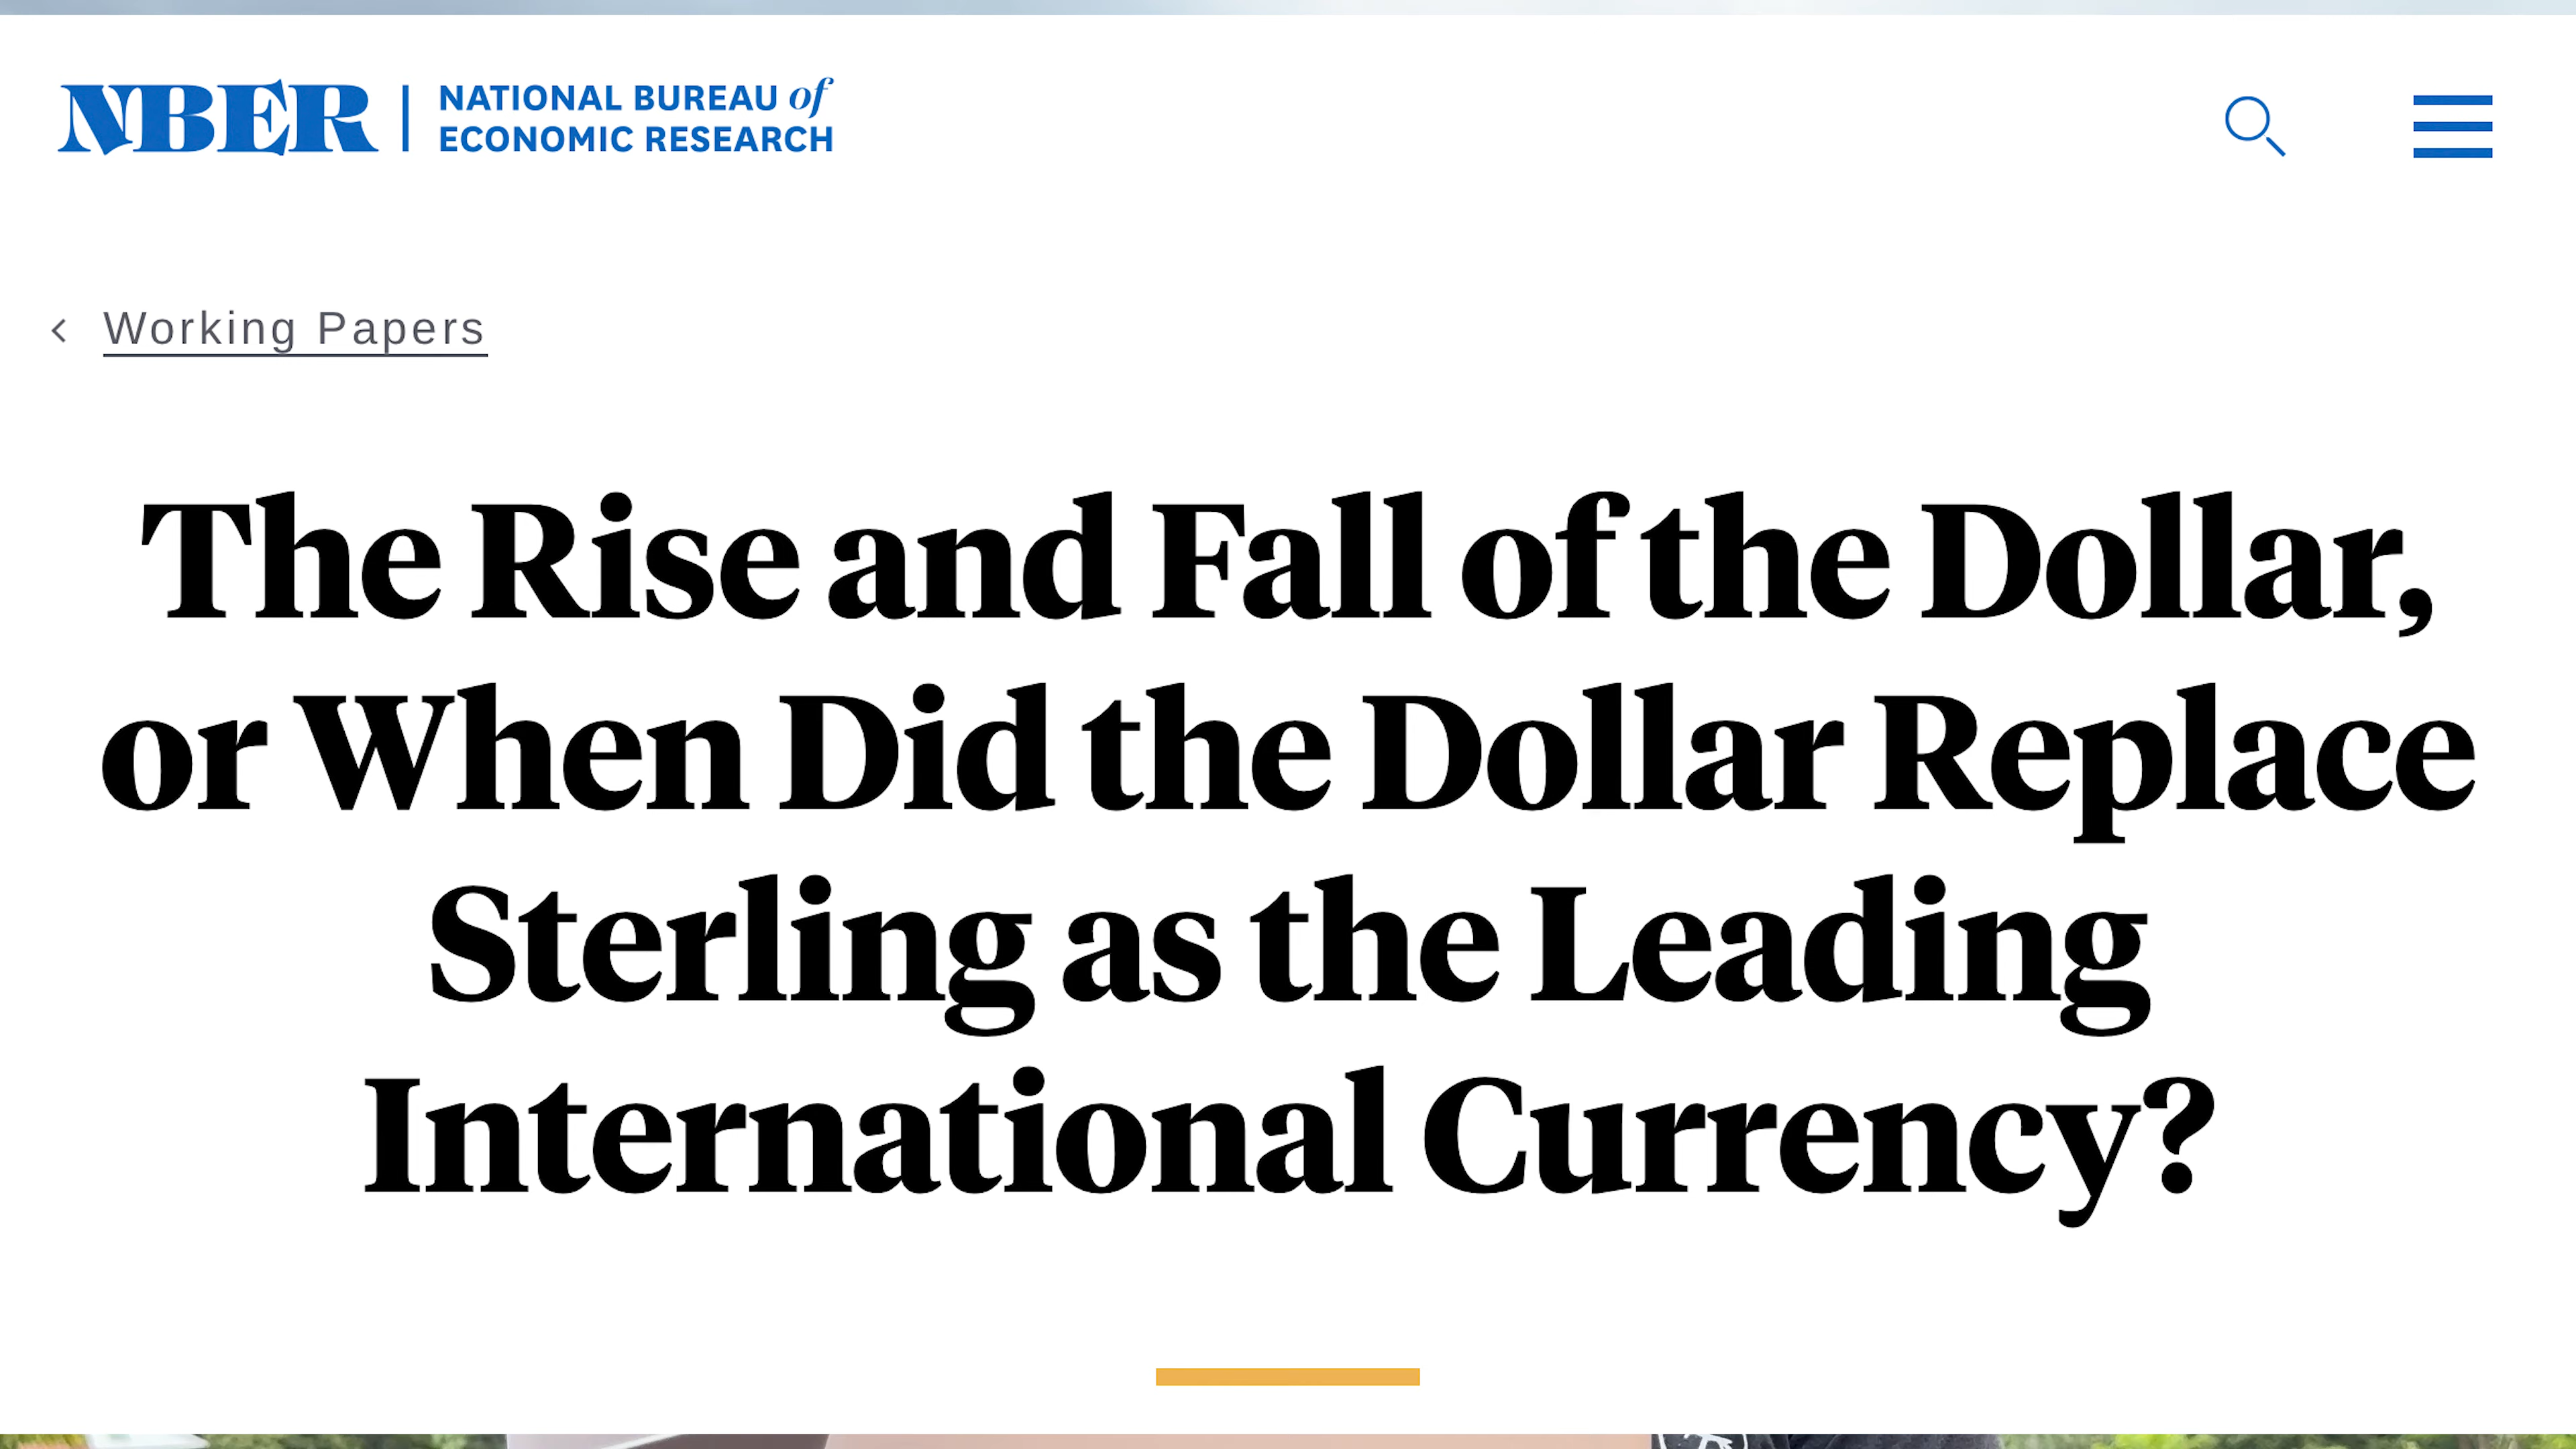 NBER | NATIONAL BUREAU of
ECONOMIC RESEARCH
Working Papers
The Rise and Fall of the Dollar,
or When Did the Dollar Replace
Sterling as the Leading
International Currency?